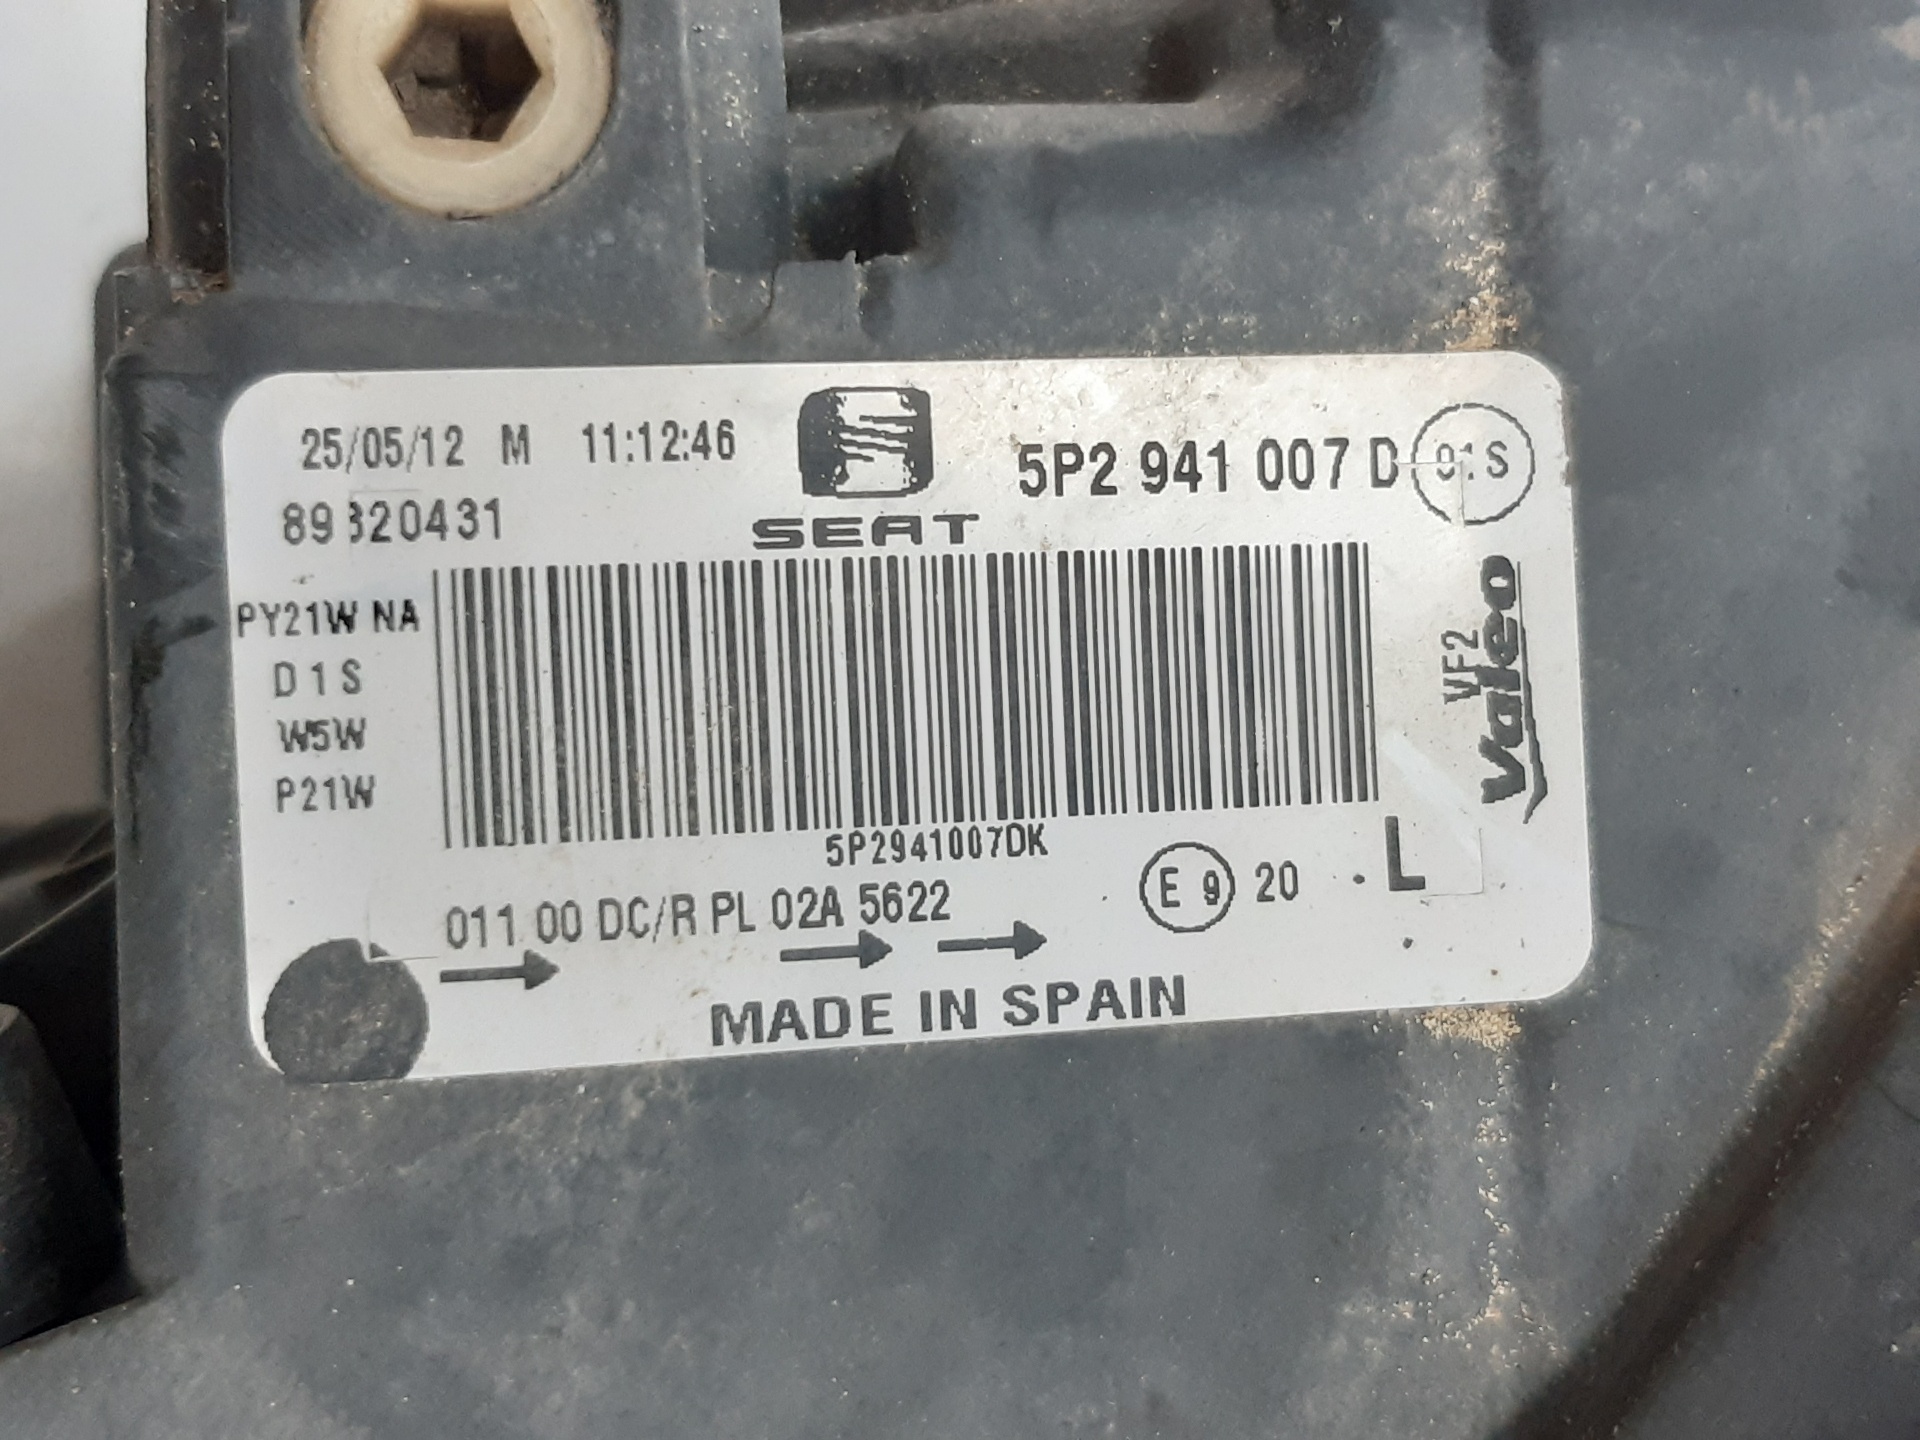 25/05/12 M 11:12:46
89320431
SEAT
5P2 941 007 D
PY21W NA
D1S
W5W
P21W
VF2
Valeo
5P2941007DK
011 00 DC/R PL 02A 5622
E 9 20
L
MADE IN SPAIN